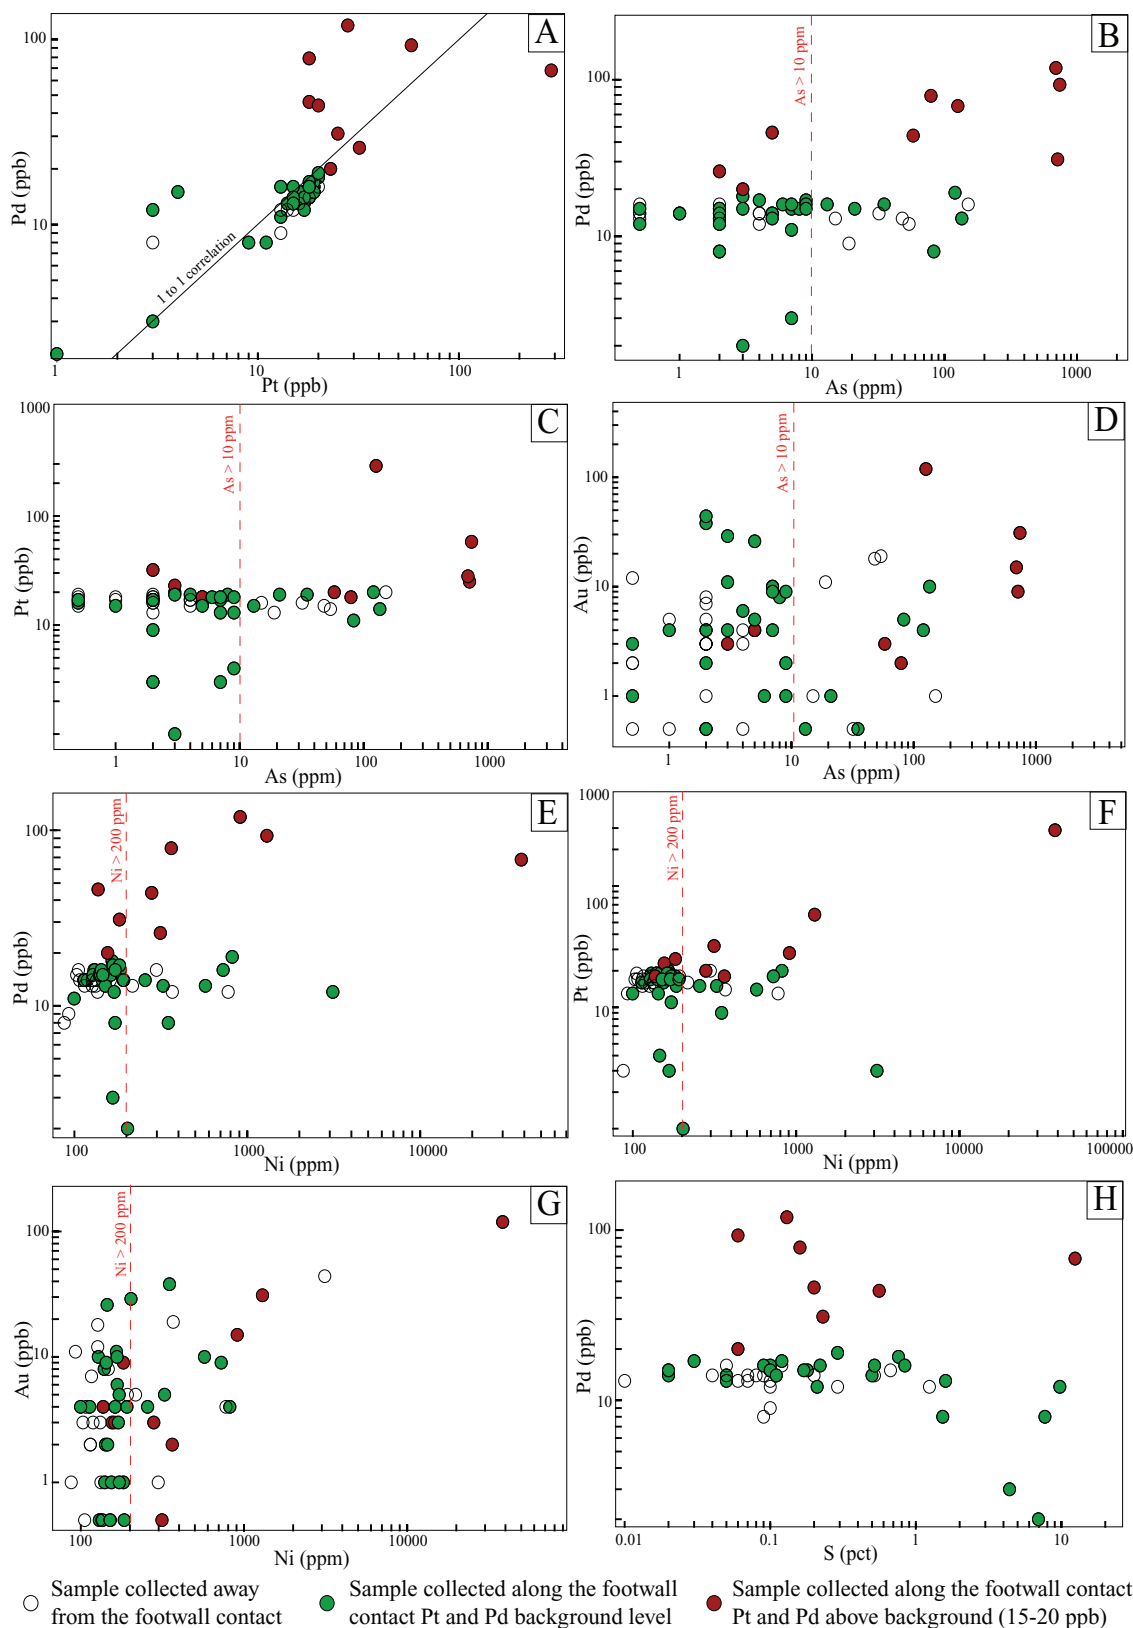 A
100
10
Pd (ppb)
1 to 1 correlation
1
10
100
Pt (ppb)
B
As > 10 ppm
100
10
Pd (ppb)
1
10
100
1000
As (ppm)
C
As > 10 ppm
1000
100
10
Pt (ppb)
1
10
100
1000
As (ppm)
D
As > 10 ppm
100
10
1
Au (ppb)
1
10
100
1000
As (ppm)
E
Ni > 200 ppm
100
10
Pd (ppb)
100
1000
10000
Ni (ppm)
F
Ni > 200 ppm
1000
100
10
Pt (ppb)
100
1000
10000
100000
Ni (ppm)
G
Ni > 200 ppm
100
10
1
Au (ppb)
100
1000
10000
Ni (ppm)
H
100
10
Pd (ppb)
0.01
0.1
1
10
S (pct)
Sample collected away
from the footwall contact
Sample collected along the footwall
contact Pt and Pd background level
Sample collected along the footwall contact
Pt and Pd above background (15-20 ppb)